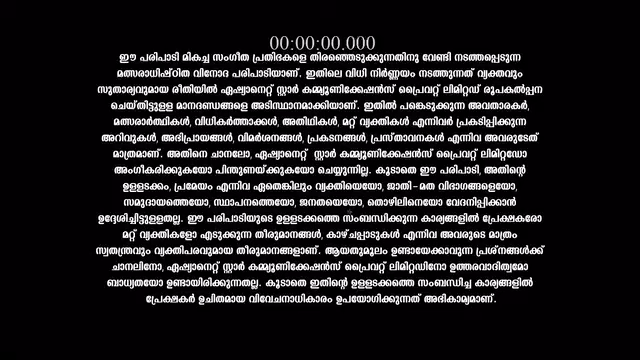 00:00:00.000
ഈ പരിപാടി മികച്ച സംഗീത പ്രതിഭകളെ തിരഞ്ഞെടുക്കുന്നതിനു വേണ്ടി നടത്തപ്പെടുന്ന
മത്സരാധിഷ്ഠിത വിനോദ പരിപാടിയാണ്. ഇതിലെ വിധി നിർണ്ണയം നടത്തുന്നത് വ്യക്തവും
സുതാര്യവുമായ രീതിയിൽ ഏഷ്യാനെറ്റ് സ്റ്റാർ കമ്മ്യൂണിക്കേഷൻസ് പ്രൈവറ്റ് ലിമിറ്റഡ് രൂപകൽപ്പന
ചെയ്തിട്ടുളള മാനദണ്ഡങ്ങളെ അടിസ്ഥാനമാക്കിയാണ്. ഇതിൽ പങ്കെടുക്കുന്ന അവതാരകർ,
മത്സരാർത്ഥികൾ, വിധികർത്താക്കൾ, അതിഥികൾ, മറ്റ് വ്യക്തികൾ എന്നിവർ പ്രകടിപ്പിക്കുന്ന
അറിവുകൾ, അഭിപ്രായങ്ങൾ, വിമർശനങ്ങൾ, പ്രകടനങ്ങൾ, പ്രസ്താവനകൾ എന്നിവ അവരുടേത്
മാത്രമാണ്. അതിനെ ചാനലോ, ഏഷ്യാനെറ്റ് സ്റ്റാർ കമ്മ്യൂണിക്കേഷൻസ് പ്രൈവറ്റ് ലിമിറ്റഡോ
അംഗീകരിക്കുകയോ പിന്തുണയ്ക്കുകയോ ചെയ്യുന്നില്ല. കൂടാതെ ഈ പരിപാടി, അതിന്റെ
ഉളളടക്കം, പ്രമേയം എന്നിവ ഏതെങ്കിലും വ്യക്തിയെയോ, ജാതി-മത വിഭാഗങ്ങളെയോ,
സമുദായത്തെയോ, സ്ഥാപനത്തെയോ, ജനതയെയോ, തൊഴിലിനെയോ വേദനിപ്പിക്കാൻ
ഉദ്ദേശിച്ചിട്ടുളളതല്ല. ഈ പരിപാടിയുടെ ഉളളടക്കത്തെ സംബന്ധിക്കുന്ന കാര്യങ്ങളിൽ പ്രേക്ഷകരോ
മറ്റ് വ്യക്തികളോ എടുക്കുന്ന തീരുമാനങ്ങൾ, കാഴ്ചപ്പാടുകൾ എന്നിവ അവരുടെ മാത്രം
സ്വതന്ത്രവും വ്യക്തിപരവുമായ തീരുമാനങ്ങളാണ്. ആയതുമൂലം ഉണ്ടായേക്കാവുന്ന പ്രശ്നങ്ങൾക്ക്
ചാനലിനോ, ഏഷ്യാനെറ്റ് സ്റ്റാർ കമ്മ്യൂണിക്കേഷൻസ് പ്രൈവറ്റ് ലിമിറ്റഡിനോ ഉത്തരവാദിത്വമോ
ബാധ്യതയോ ഉണ്ടായിരിക്കുന്നതല്ല. കൂടാതെ ഇതിന്റെ ഉളളടക്കത്തെ സംബന്ധിച്ച കാര്യങ്ങളിൽ
പ്രേക്ഷകർ ഉചിതമായ വിവേചനാധികാരം ഉപയോഗിക്കുന്നത് അഭികാമ്യമാണ്.